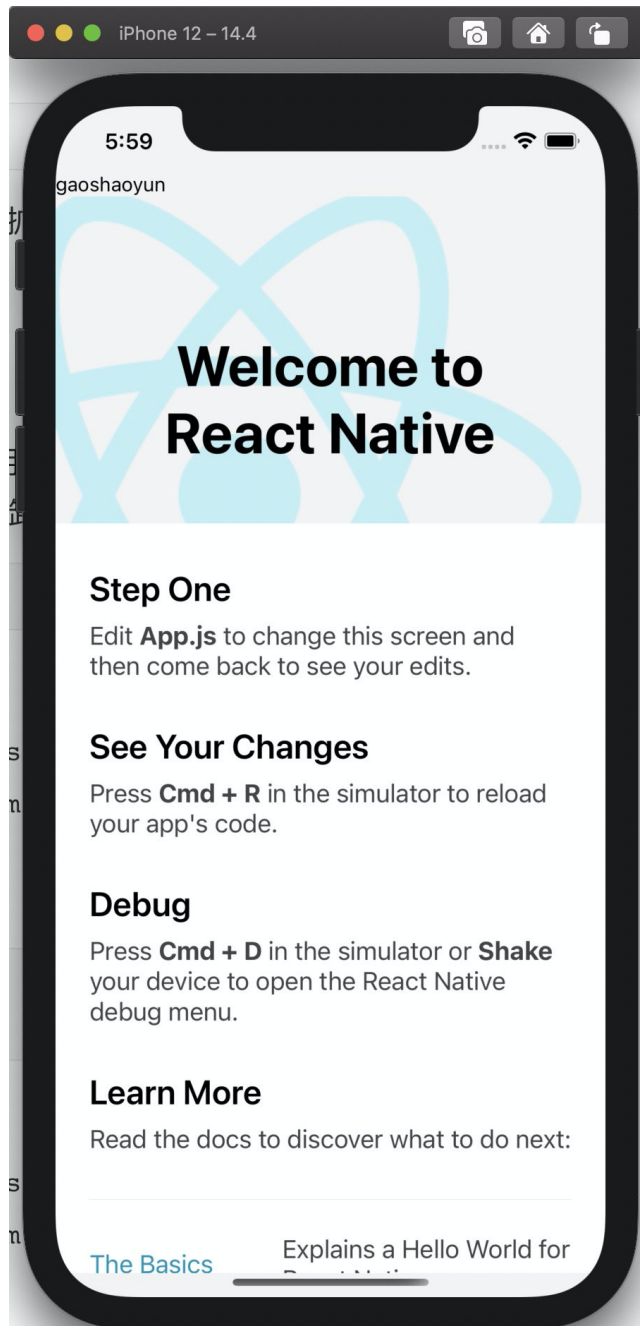 iPhone 12 – 14.4
5:59
gaoshaoyun
Welcome to
React Native
Step One
Edit App.js to change this screen and
then come back to see your edits.
See Your Changes
Press Cmd + R in the simulator to reload
your app's code.
Debug
Press Cmd + D in the simulator or Shake
your device to open the React Native
debug menu.
Learn More
Read the docs to discover what to do next:
The Basics
Explains a Hello World for